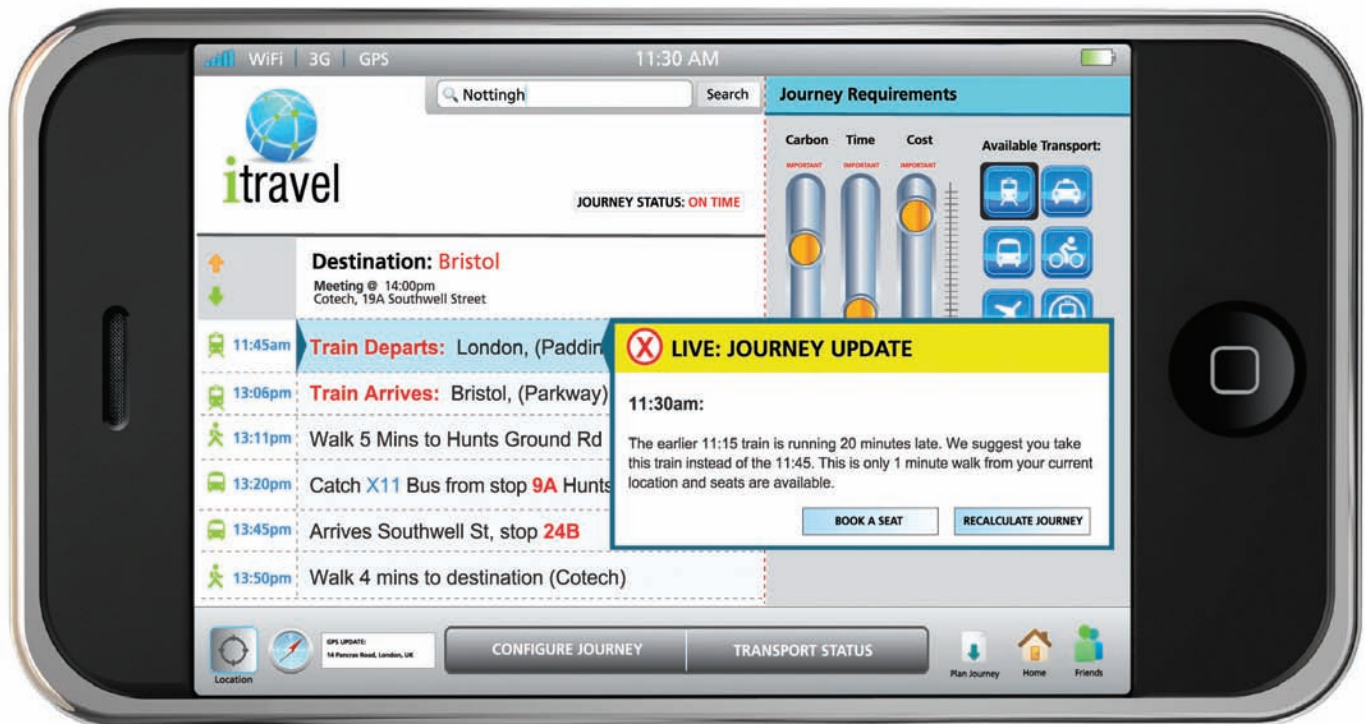 WiFi 3G GPS 11:30 AM
Nottingh Search
itravel
JOURNEY STATUS: ON TIME
Destination: Bristol
Meeting @ 14:00pm
Cotech, 19A Southwell Street
11:45am Train Departs: London, (Paddin
13:06pm Train Arrives: Bristol, (Parkway)
13:11pm Walk 5 Mins to Hunts Ground Rd
13:20pm Catch X11 Bus from stop 9A Hunts
13:45pm Arrives Southwell St, stop 24B
13:50pm Walk 4 mins to destination (Cotech)
Journey Requirements
Carbon Time Cost
IMPORTANT IMPORTANT IMPORTANT
Available Transport:
X LIVE: JOURNEY UPDATE
11:30am:
The earlier 11:15 train is running 20 minutes late. We suggest you take
this train instead of the 11:45. This is only 1 minute walk from your current
location and seats are available.
BOOK A SEAT RECALCULATE JOURNEY
Location
GPS UPDATE:
14 Pancras Road, London, UK
CONFIGURE JOURNEY TRANSPORT STATUS
Plan Journey Home Friends